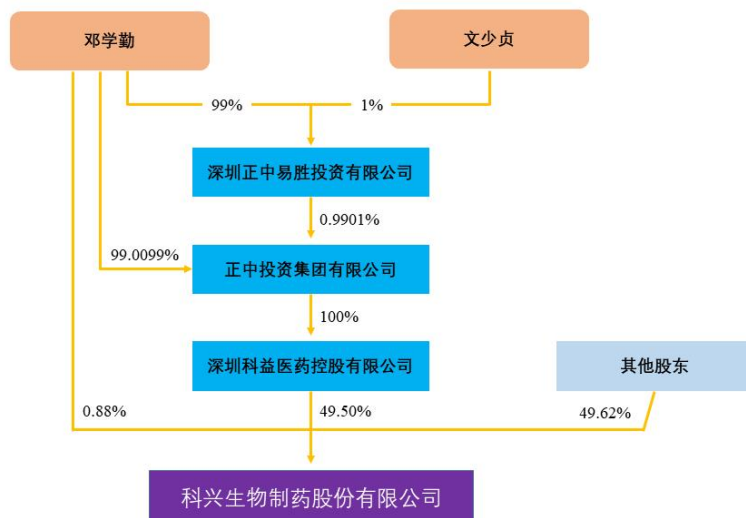 邓学勤
文少贞
99%
1%
深圳正中易胜投资有限公司
0.9901%
99.0099%
正中投资集团有限公司
100%
深圳科益医药控股有限公司
其他股东
0.88%
49.50%
49.62%
科兴生物制药股份有限公司